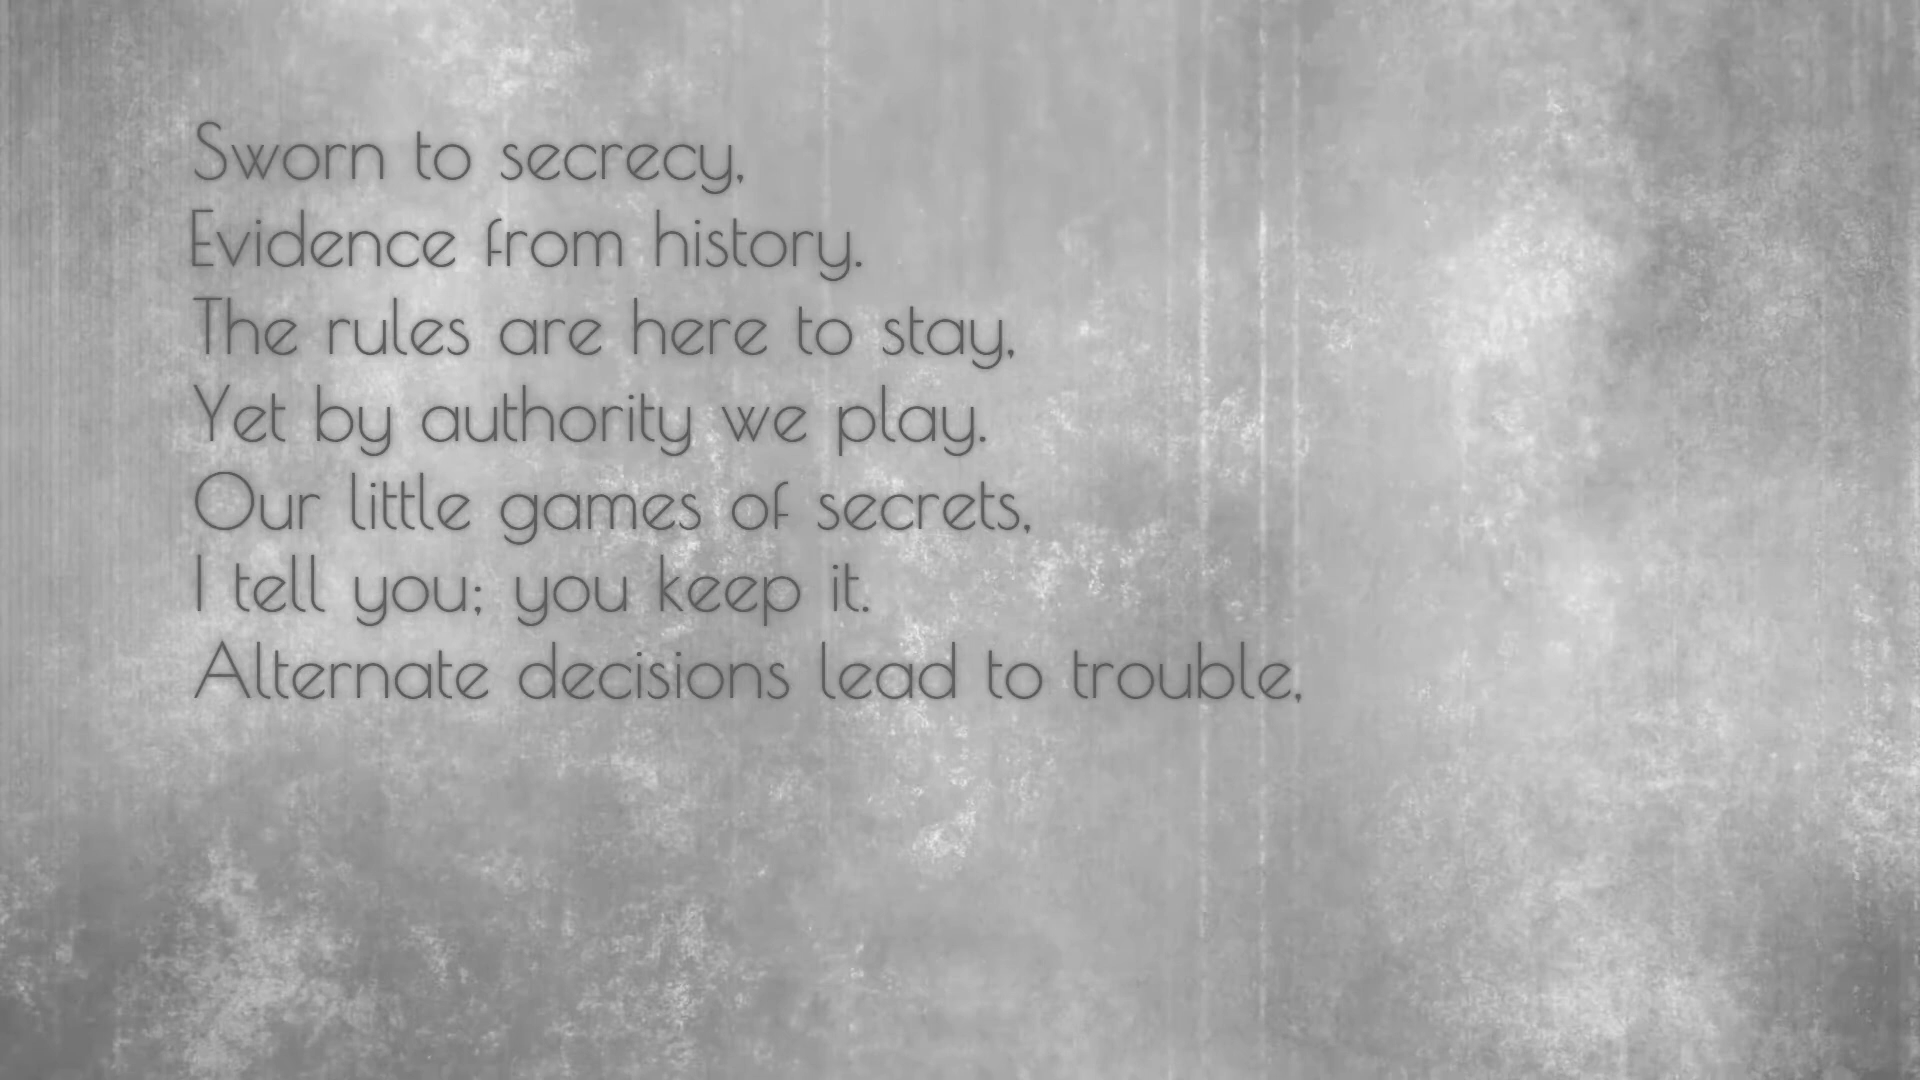 Sworn to secrecy,
Evidence from history.
The rules are here to stay,
Yet by authority we play.
Our little games of secrets,
I tell you; you keep it.
Alternate decisions lead to trouble,